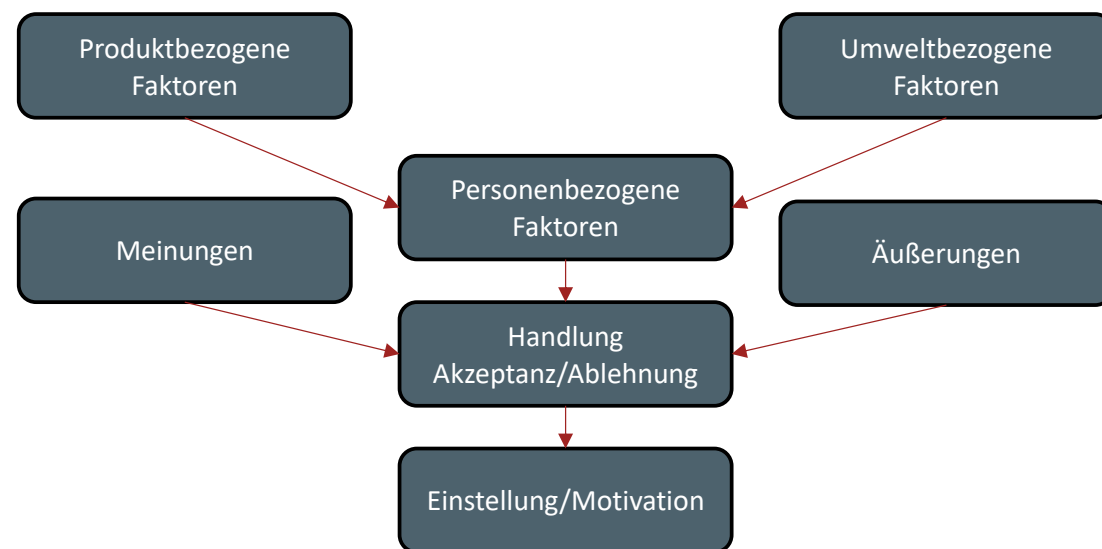 Produktbezogene
Faktoren
Umweltbezogene
Faktoren
Personenbezogene
Faktoren
Meinungen
Äußerungen
Handlung
Akzeptanz/Ablehnung
Einstellung/Motivation